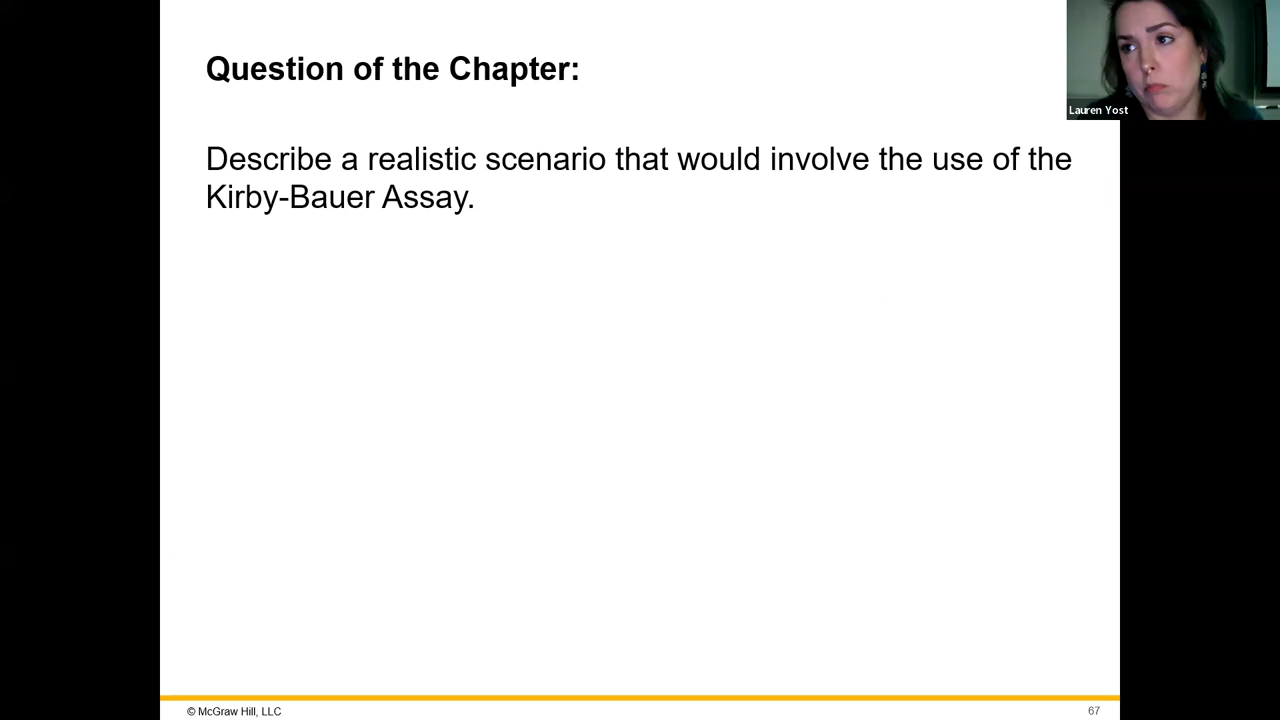 Question of the Chapter:
Lauren Yost
Describe a realistic scenario that would involve the use of the
Kirby-Bauer Assay.
© McGraw Hill, LLC
67